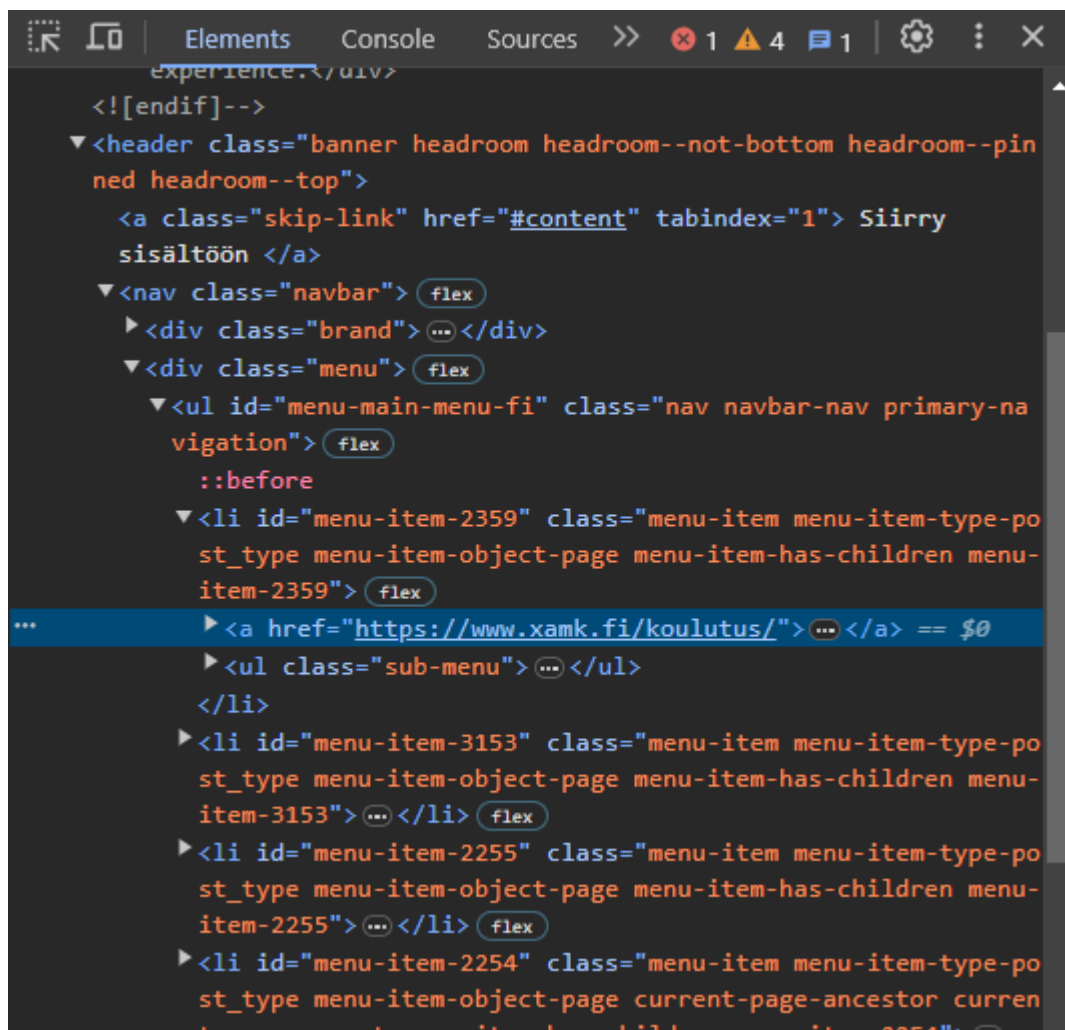 Elements Console Sources >> 1 4 1
experience.</div>
<![endif]-->
<header class="banner headroom headroom--not-bottom headroom--pin
ned headroom--top">
<a class="skip-link" href="#content" tabindex="1"> Siirry
sisältöön </a>
<nav class="navbar"> flex
<div class="brand"> … </div>
<div class="menu"> flex
<ul id="menu-main-menu-fi" class="nav navbar-nav primary-na
vigation"> flex
::before
<li id="menu-item-2359" class="menu-item menu-item-type-po
st_type menu-item-object-page menu-item-has-children menu-
item-2359"> flex
… <a href="https://www.xamk.fi/koulutus/"> … </a> == $0
<ul class="sub-menu"> … </ul>
</li>
<li id="menu-item-3153" class="menu-item menu-item-type-po
st_type menu-item-object-page menu-item-has-children menu-
item-3153"> … </li> flex
<li id="menu-item-2255" class="menu-item menu-item-type-po
st_type menu-item-object-page menu-item-has-children menu-
item-2255"> … </li> flex
<li id="menu-item-2254" class="menu-item menu-item-type-po
st_type menu-item-object-page current-page-ancestor curren